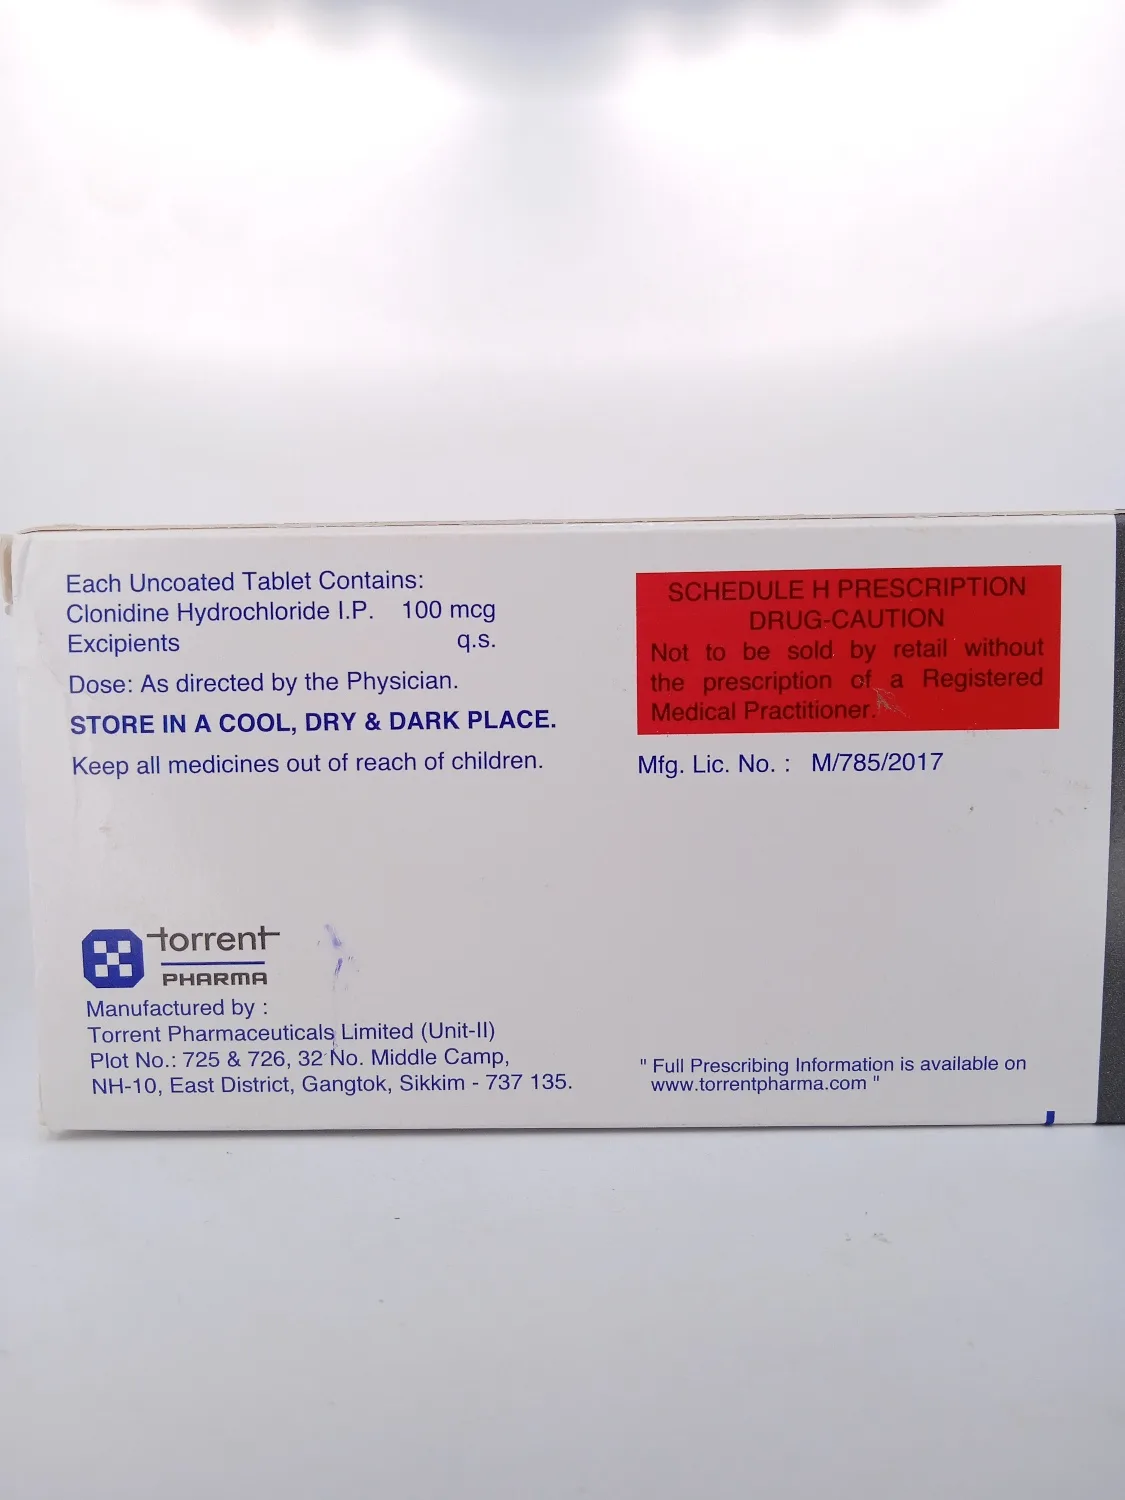 Each Uncoated Tablet Contains:
Clonidine Hydrochloride I.P. 100 mcg
Excipients q.s.
Dose: As directed by the Physician.
STORE IN A COOL, DRY & DARK PLACE.
Keep all medicines out of reach of children.
SCHEDULE H PRESCRIPTION
DRUG-CAUTION
Not to be sold by retail without
the prescription of a Registered
Medical Practitioner.
Mfg. Lic. No. : M/785/2017
torrent
PHARMA
Manufactured by :
Torrent Pharmaceuticals Limited (Unit-II)
Plot No.: 725 & 726, 32 No. Middle Camp,
NH-10, East District, Gangtok, Sikkim - 737 135.
" Full Prescribing Information is available on
www.torrentpharma.com "